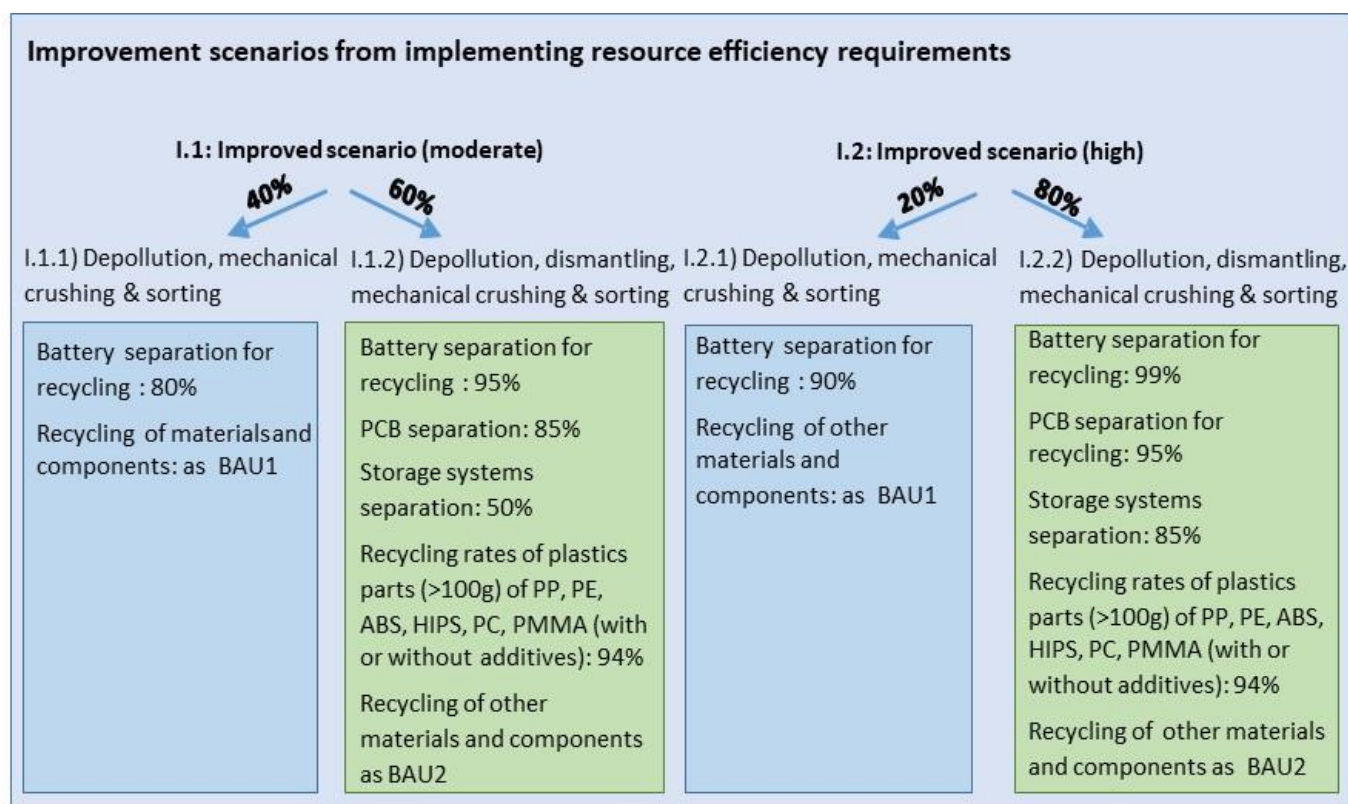 Improvement scenarios from implementing resource efficiency requirements
I.1: Improved scenario (moderate)
40%
60%
I.1.1) Depollution, mechanical
crushing & sorting
Battery separation for
recycling : 80%
Recycling of materials and
components: as BAU1
I.1.2) Depollution, dismantling,
mechanical crushing & sorting
Battery separation for
recycling : 95%
PCB separation: 85%
Storage systems
separation: 50%
Recycling rates of plastics
parts (>100g) of PP, PE,
ABS, HIPS, PC, PMMA (with
or without additives): 94%
Recycling of other
materials and components
as BAU2
I.2: Improved scenario (high)
20%
80%
I.2.1) Depollution, mechanical
crushing & sorting
Battery separation for
recycling : 90%
Recycling of other
materials and
components: as BAU1
I.2.2) Depollution, dismantling,
mechanical crushing & sorting
Battery separation for
recycling: 99%
PCB separation for
recycling: 95%
Storage systems
separation: 85%
Recycling rates of plastics
parts (>100g) of PP, PE, ABS,
HIPS, PC, PMMA (with or
without additives): 94%
Recycling of other materials
and components as BAU2